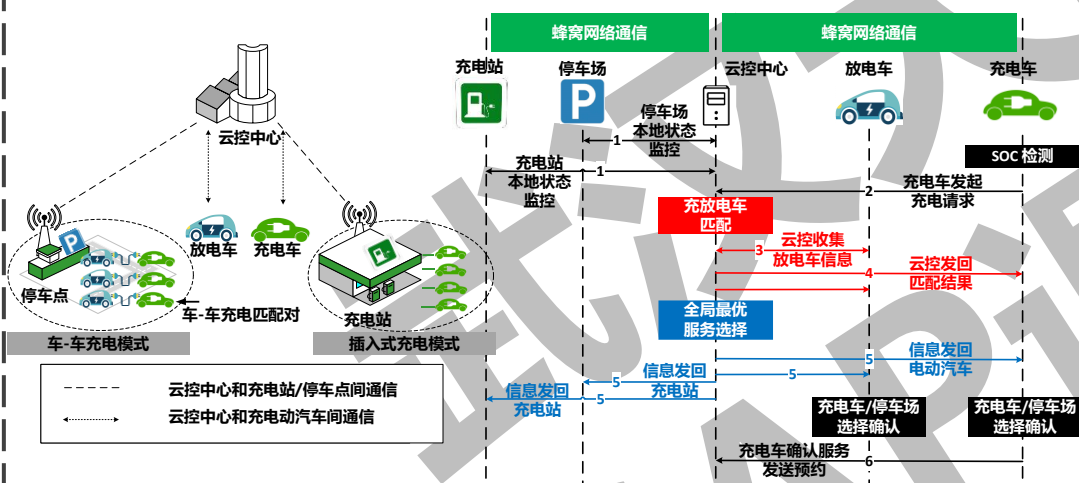 蜂窝网络通信
蜂窝网络通信
充电站
停车场
云控中心
放电车
充电车
云控中心
停车场
本地状态
监控
1
充电站
本地状态
监控
1
SOC 检测
充电车发起
充电请求
2
充放电车
匹配
云控收集
放电车信息
3
云控发回
匹配结果
4
全局最优
服务选择
信息发回
电动汽车
5
5
信息发回
充电站
5
信息发回
充电站
5
充电车/停车场
选择确认
充电车/停车场
选择确认
充电车确认服务
发送预约
6
放电车
充电车
停车点
车-车充电匹配对
充电站
车-车充电模式
插入式充电模式
云控中心和充电站/停车点间通信
云控中心和充电动汽车间通信
P
P